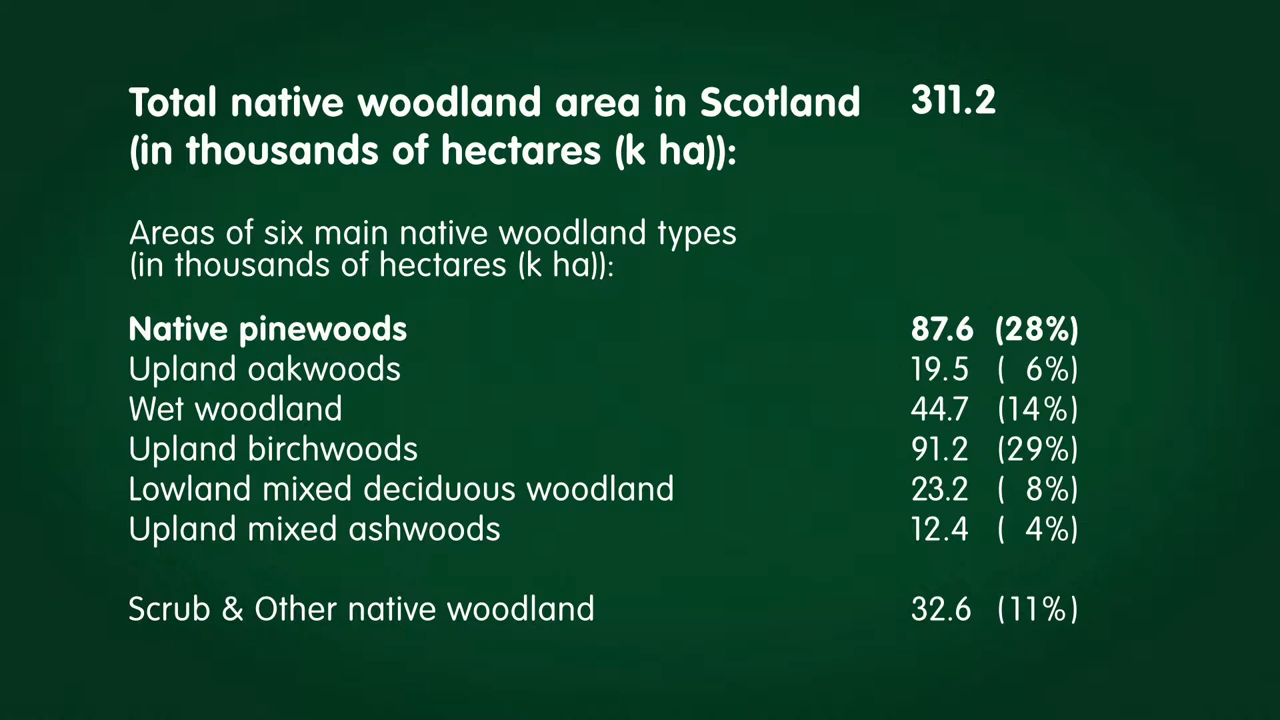 Total native woodland area in Scotland 311.2
(in thousands of hectares (k ha)):
Areas of six main native woodland types
(in thousands of hectares (k ha)):
Native pinewoods 87.6 (28%)
Upland oakwoods 19.5 ( 6%)
Wet woodland 44.7 (14%)
Upland birchwoods 91.2 (29%)
Lowland mixed deciduous woodland 23.2 ( 8%)
Upland mixed ashwoods 12.4 ( 4%)
Scrub & Other native woodland 32.6 (11%)